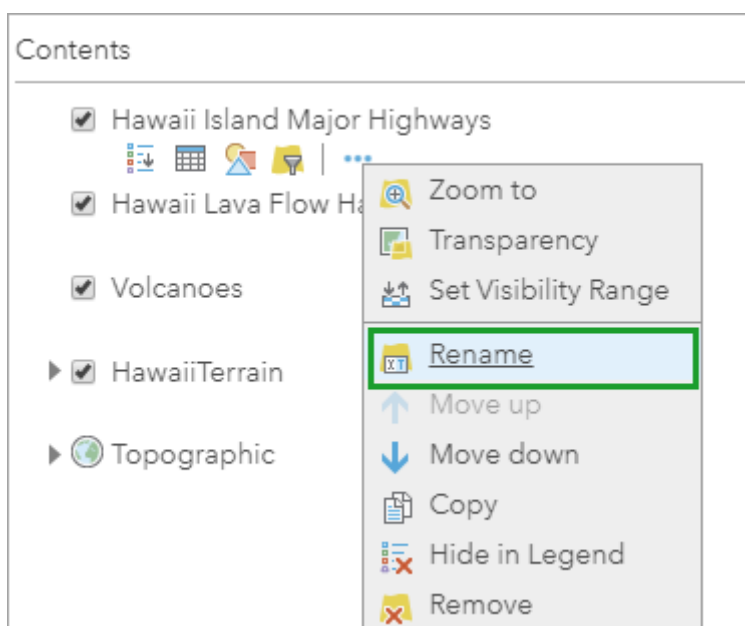 Contents
Hawaii Island Major Highways
Hawaii Lava Flow Ha
Volcanoes
HawaiiTerrain
Topographic
Zoom to
Transparency
Set Visibility Range
Rename
Move up
Move down
Copy
Hide in Legend
Remove